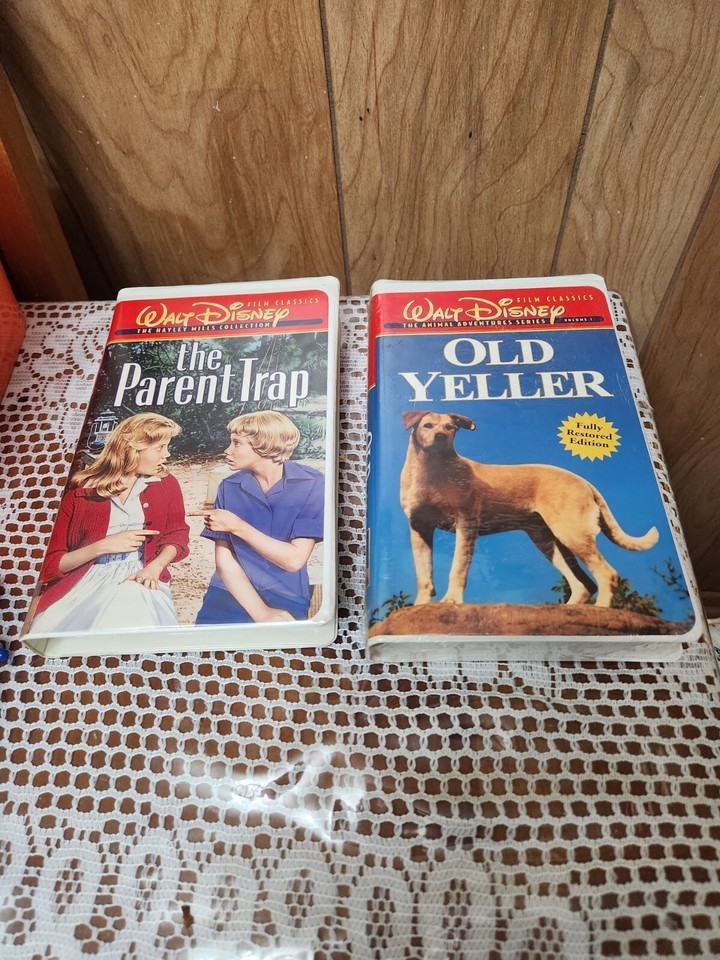 WALT DISNEY FILM CLASSICS
THE HAYLEY MILLS COLLECTION
the
Parent Trap
WALT DISNEY FILM CLASSICS
THE ANIMAL ADVENTURES SERIES VOLUME 1
OLD
YELLER
Fully
Restored
Edition